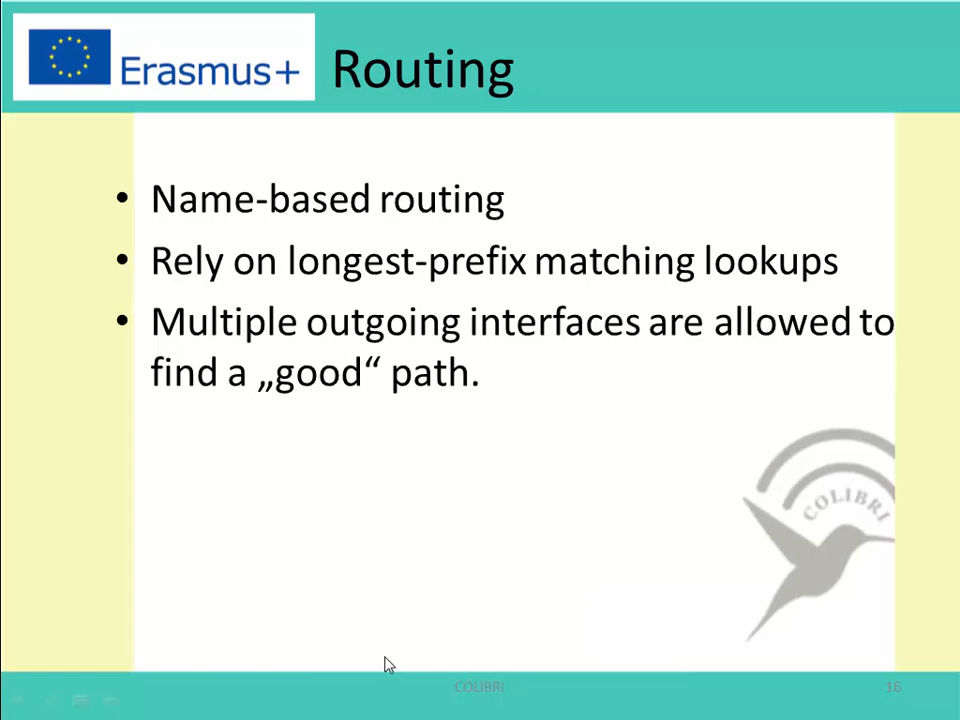 Erasmus+
Routing
• Name-based routing
• Rely on longest-prefix matching lookups
• Multiple outgoing interfaces are allowed to
find a „good“ path.
COLIBRI
COLIBRI
16